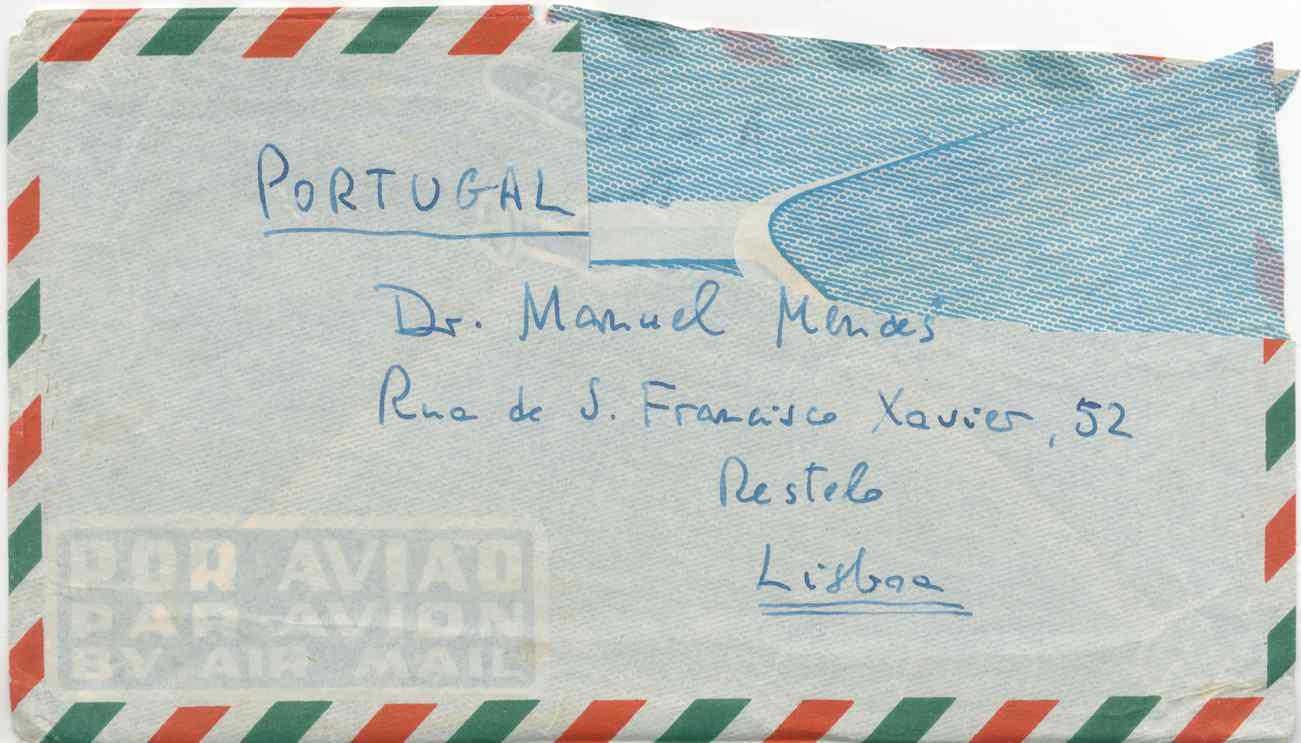 PORTUGAL
Dr. Manuel Mendes
Rua de S. Francisco Xavier, 52
Restelo
Lisboa
POR AVIÃO
PAR AVION
BY AIR MAIL